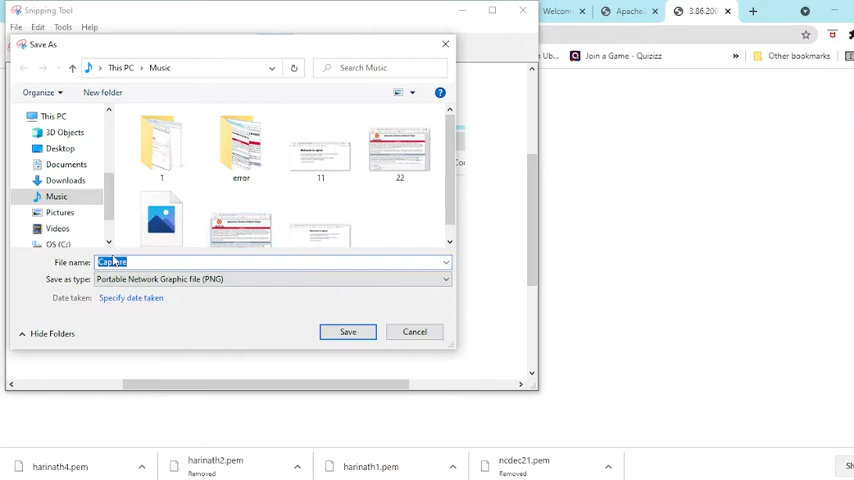 Snipping Tool
File Edit Tools Help
Save As
This PC > Music
Search Music
Organize
New folder
This PC
3D Objects
Desktop
Documents
Downloads
Music
Pictures
Videos
OS (C:)
1
error
11
22
File name: Capture
Save as type: Portable Network Graphic file (PNG)
Date taken: Specify date taken
Hide Folders
Save
Cancel
Welcom
Apache
3.86.200
Join a Game - Quizizz
»
Other bookmarks
harinath4.pem
harinath2.pem
Removed
harinath1.pem
ncdec21.pem
Removed